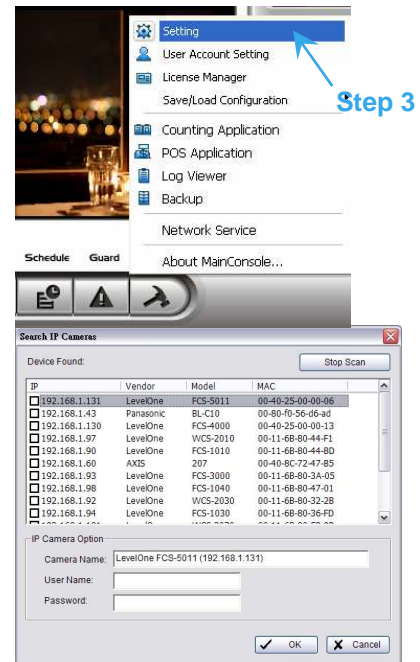 Setting
User Account Setting
License Manager
Save/Load Configuration
Step 3
Counting Application
POS Application
Log Viewer
Backup
Network Service
About MainConsole...
Schedule Guard
Search IP Cameras
Device Found: Stop Scan
IP Vendor Model MAC
192.168.1.131 LevelOne FCS-5011 00-40-25-00-00-06
192.168.1.43 Panasonic BL-C10 00-80-f0-56-d6-ad
192.168.1.130 LevelOne FCS-4000 00-40-25-00-00-13
192.168.1.97 LevelOne WCS-2010 00-11-6B-80-44-F1
192.168.1.90 LevelOne FCS-1010 00-11-6B-80-44-BD
192.168.1.60 AXIS 207 00-40-8C-72-47-B5
192.168.1.93 LevelOne FCS-3000 00-11-6B-80-3A-05
192.168.1.98 LevelOne FCS-1040 00-11-6B-80-47-01
192.168.1.92 LevelOne WCS-2030 00-11-6B-80-32-2B
192.168.1.94 LevelOne FCS-1030 00-11-6B-80-36-FD
IP Camera Option
Camera Name: LevelOne FCS-5011 (192.168.1.131)
User Name:
Password:
OK Cancel